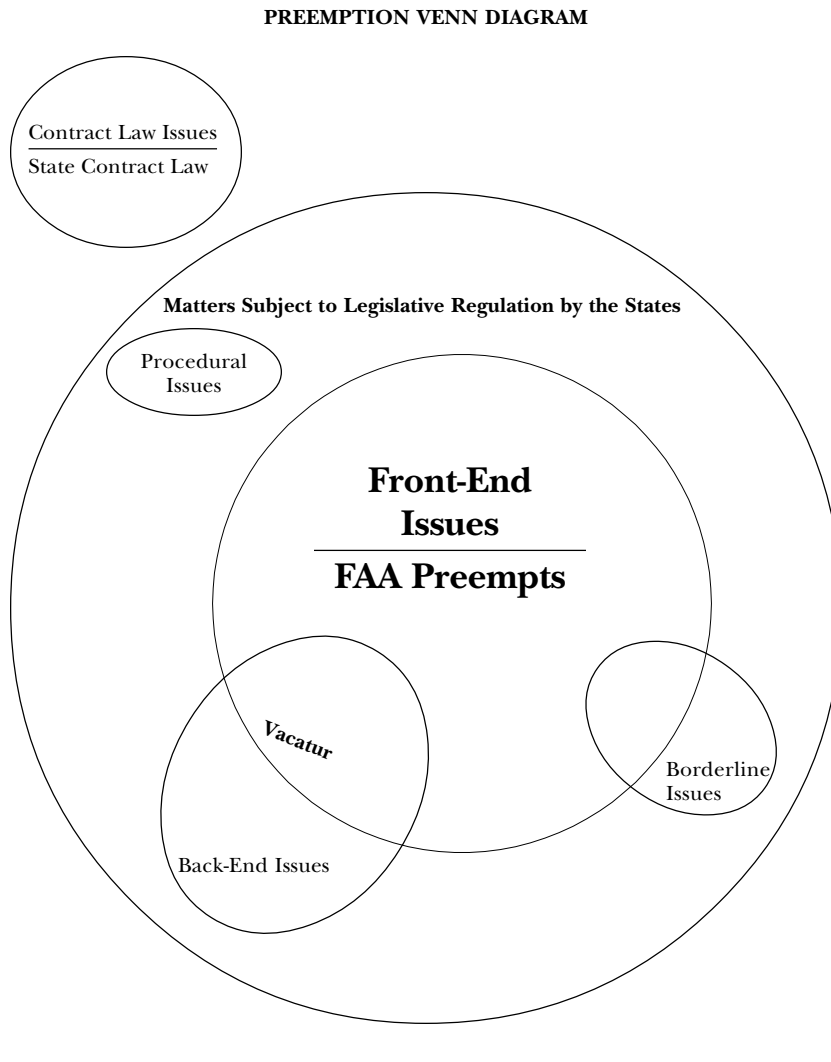 PREEMPTION VENN DIAGRAM
Contract Law Issues
State Contract Law
Matters Subject to Legislative Regulation by the States
Procedural
Issues
Front-End
Issues
FAA Preempts
Vacatur
Borderline
Issues
Back-End Issues